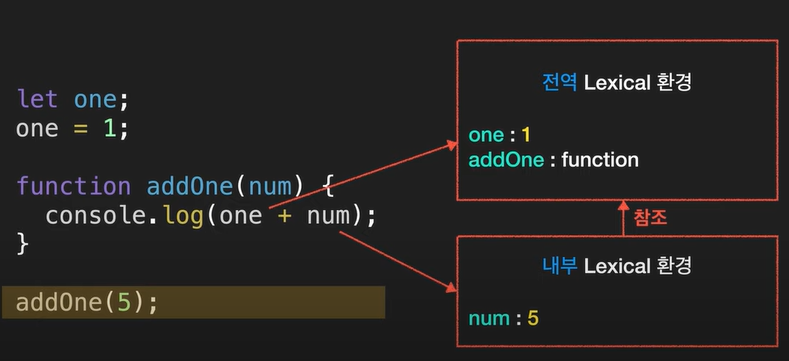 let one;
one = 1;
function addOne(num) {
console.log(one + num);
}
addOne(5);
전역 Lexical 환경
one : 1
addOne : function
참조
내부 Lexical 환경
num : 5